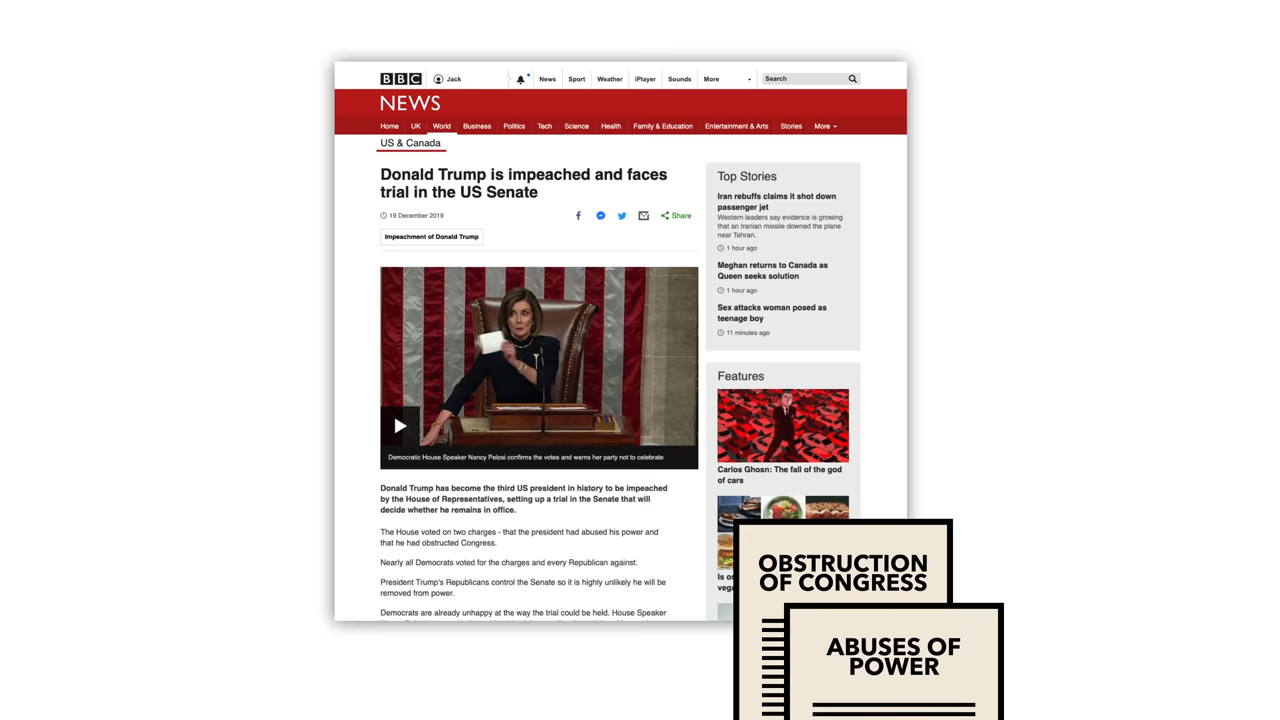 BBC
Jack
News
Sport
Weather
iPlayer
Sounds
More
Search
NEWS
Home
UK
World
Business
Politics
Tech
Science
Health
Family & Education
Entertainment & Arts
Stories
More
US & Canada
Donald Trump is impeached and faces
trial in the US Senate
19 December 2019
Share
Impeachment of Donald Trump
Democratic House Speaker Nancy Pelosi confirms the votes and warns her party not to celebrate
Donald Trump has become the third US president in history to be impeached
by the House of Representatives, setting up a trial in the Senate that will
decide whether he remains in office.
The House voted on two charges - that the president had abused his power and
that he had obstructed Congress.
Nearly all Democrats voted for the charges and every Republican against.
President Trump's Republicans control the Senate so it is highly unlikely he will be
removed from power.
Democrats are already unhappy at the way the trial could be held. House Speaker
Top Stories
Iran rebuffs claims it shot down
passenger jet
Western leaders say evidence is growing
that an Iranian missile downed the plane
near Tehran.
1 hour ago
Meghan returns to Canada as
Queen seeks solution
1 hour ago
Sex attacks woman posed as
teenage boy
11 minutes ago
Features
Carlos Ghosn: The fall of the god
of cars
OBSTRUCTION
OF CONGRESS
ABUSES OF
POWER